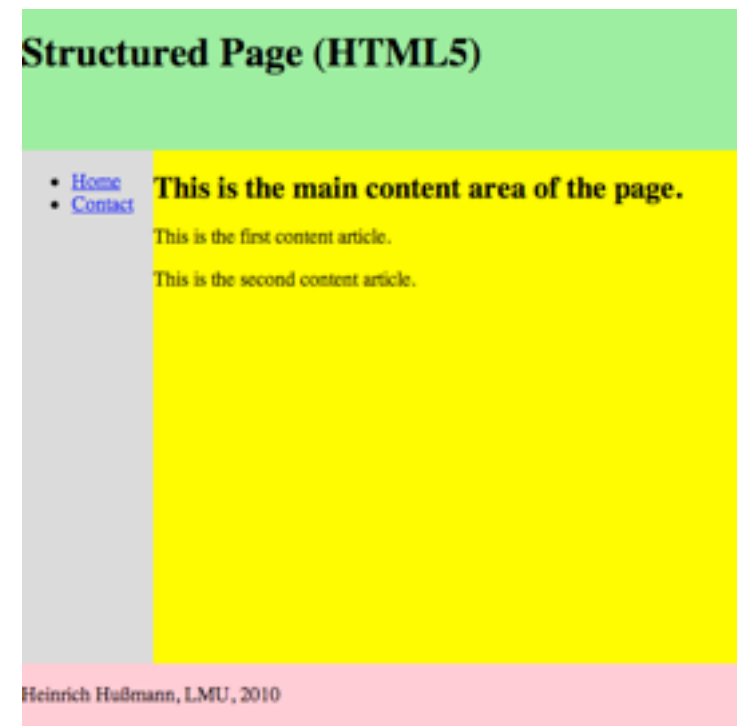 Structured Page (HTML5)
Home
Contact
This is the main content area of the page.
This is the first content article.
This is the second content article.
Heinrich Hußmann, LMU, 2010